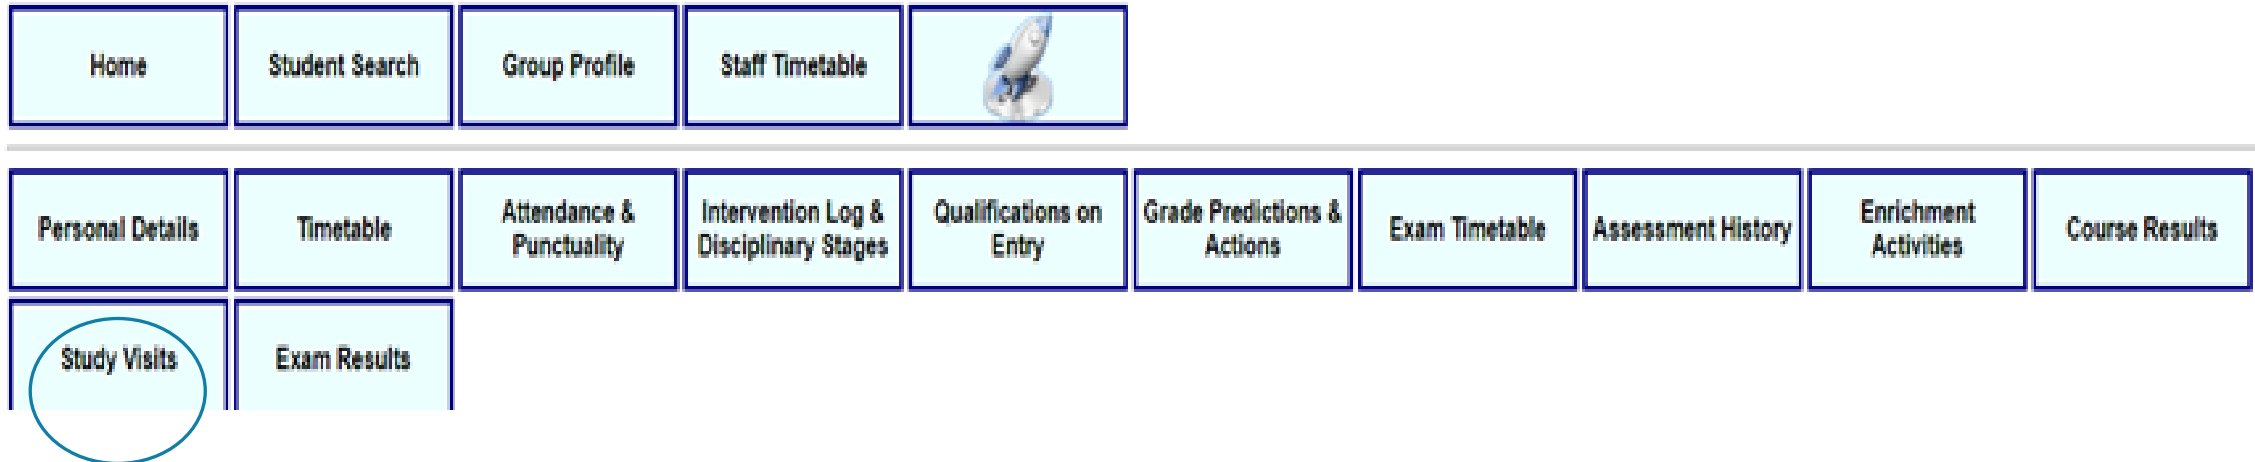 Home
Student Search
Group Profile
Staff Timetable
Personal Details
Timetable
Attendance &
Punctuality
Intervention Log &
Disciplinary Stages
Qualifications on
Entry
Grade Predictions &
Actions
Exam Timetable
Assessment History
Enrichment
Activities
Course Results
Study Visits
Exam Results